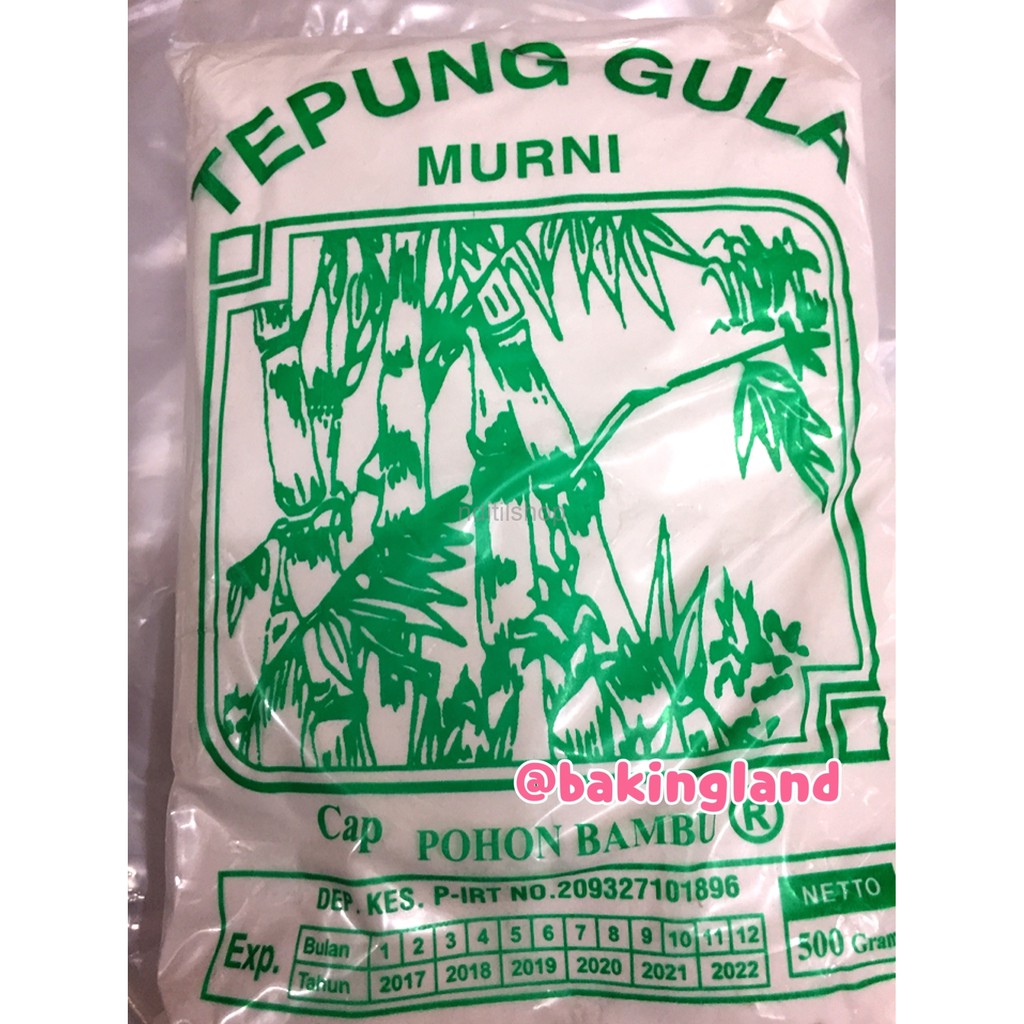 TEPUNG GULA
MURNI
@bakingland
Cap POHON BAMBU ®
DEP. KES. P-IRT NO.209327101896
NETTO
500 Gram
Exp.
Bulan 1 2 3 4 5 6 7 8 9 10 11 12
Tahun 2017 2018 2019 2020 2021 2022